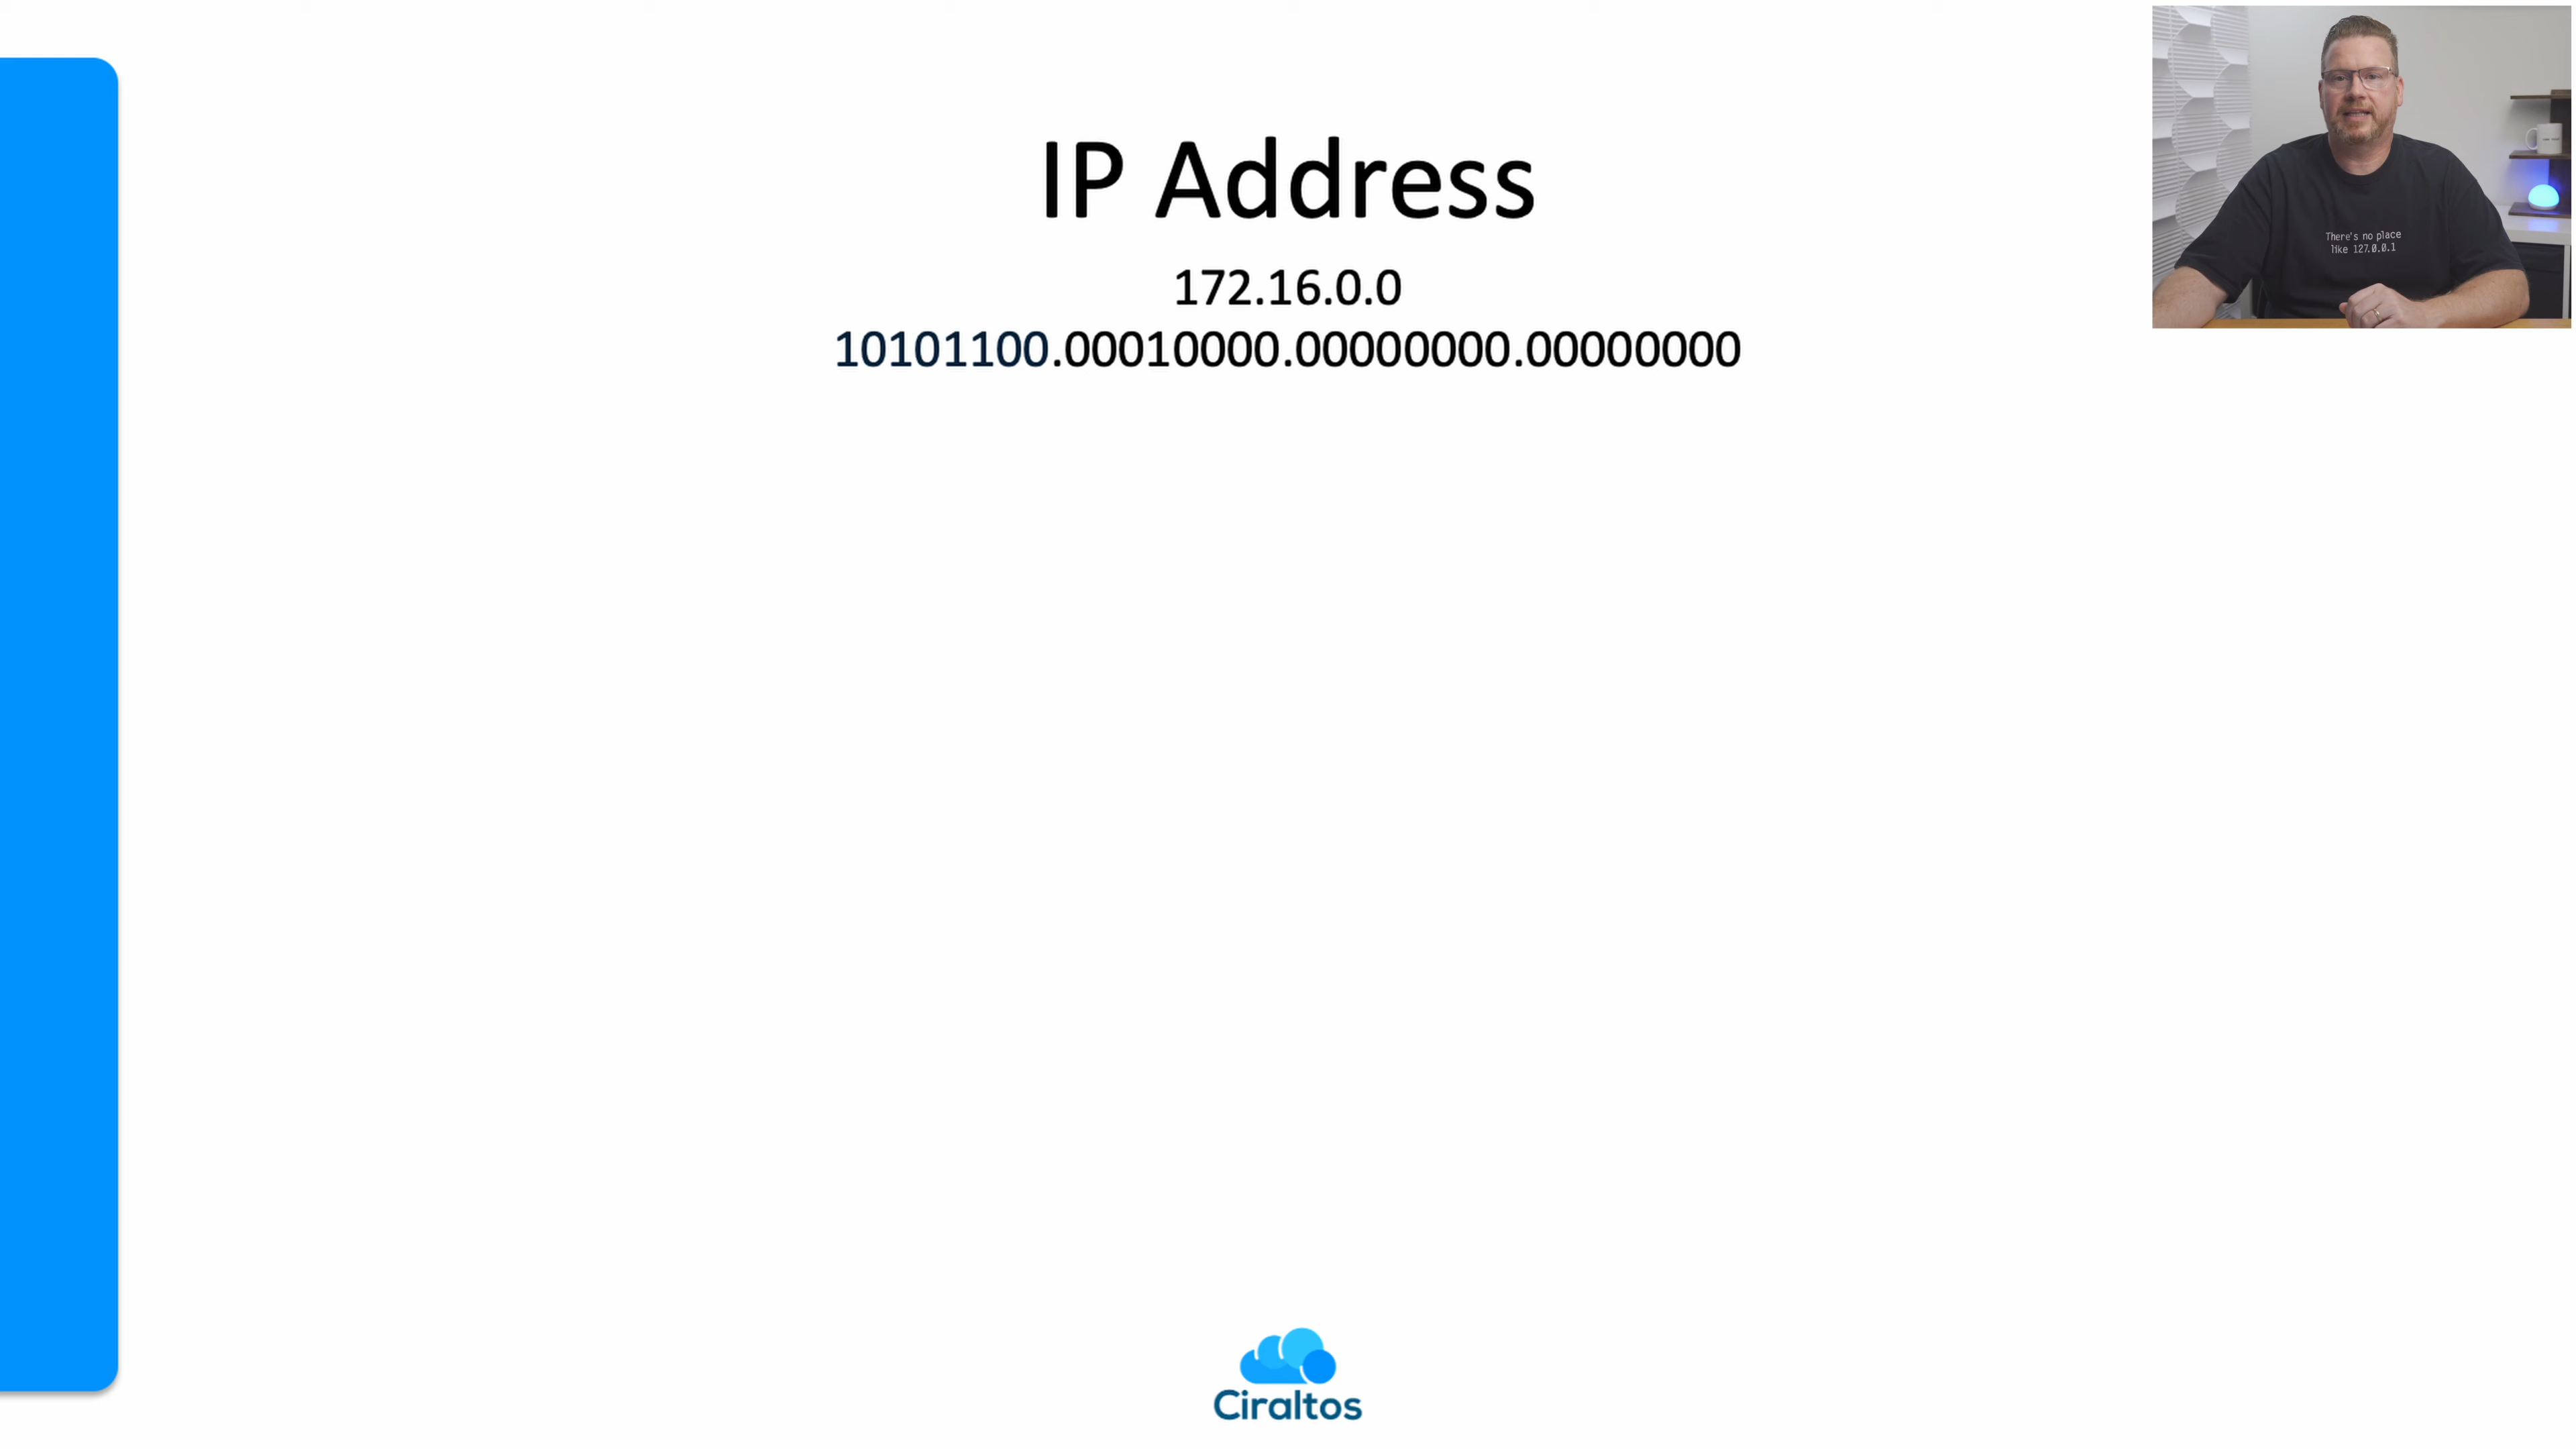 IP Address
172.16.0.0
10101100.00010000.00000000.00000000
There's no place
like 127.0.0.1
Ciraltos